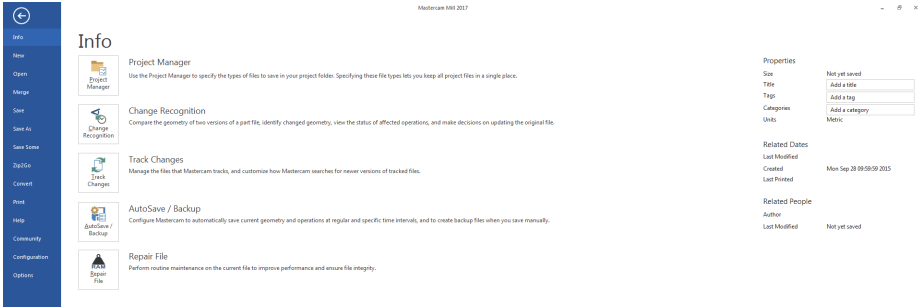 Mastercam Mill 2017
Info
New
Open
Merge
Save
Save As
Save Some
Zip2Go
Convert
Print
Help
Community
Configuration
Options
Info
Project Manager
Project Manager
Use the Project Manager to specify the types of files to save in your project folder. Specifying these file types lets you keep all project files in a single place.
Change Recognition
Change Recognition
Compare the geometry of two versions of a part file, identify changed geometry, view the status of affected operations, and make decisions on updating the original file.
Track Changes
Track Changes
Manage the files that Mastercam tracks, and customize how Mastercam searches for newer versions of tracked files.
AutoSave / Backup
AutoSave / Backup
Configure Mastercam to automatically save current geometry and operations at regular and specific time intervals, and to create backup files when you save manually.
RAM
Repair File
Repair File
Perform routine maintenance on the current file to improve performance and ensure file integrity.
Properties
Size Not yet saved
Title Add a title
Tags Add a tag
Categories Add a category
Units Metric
Related Dates
Last Modified
Created Mon Sep 28 09:59:59 2015
Last Printed
Related People
Author
Last Modified Not yet saved